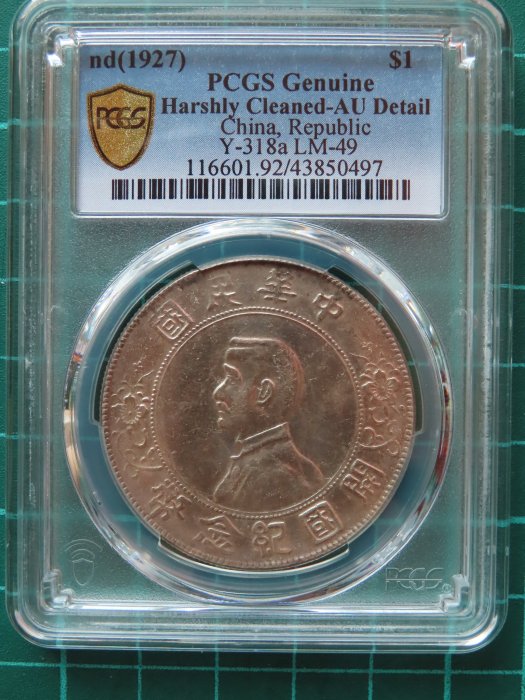 nd(1927) $1
PCGS Genuine
Harshly Cleaned-AU Detail
China, Republic
Y-318a LM-49
116601.92/43850497
PCGS
中華民國
開國紀念幣
PCGS